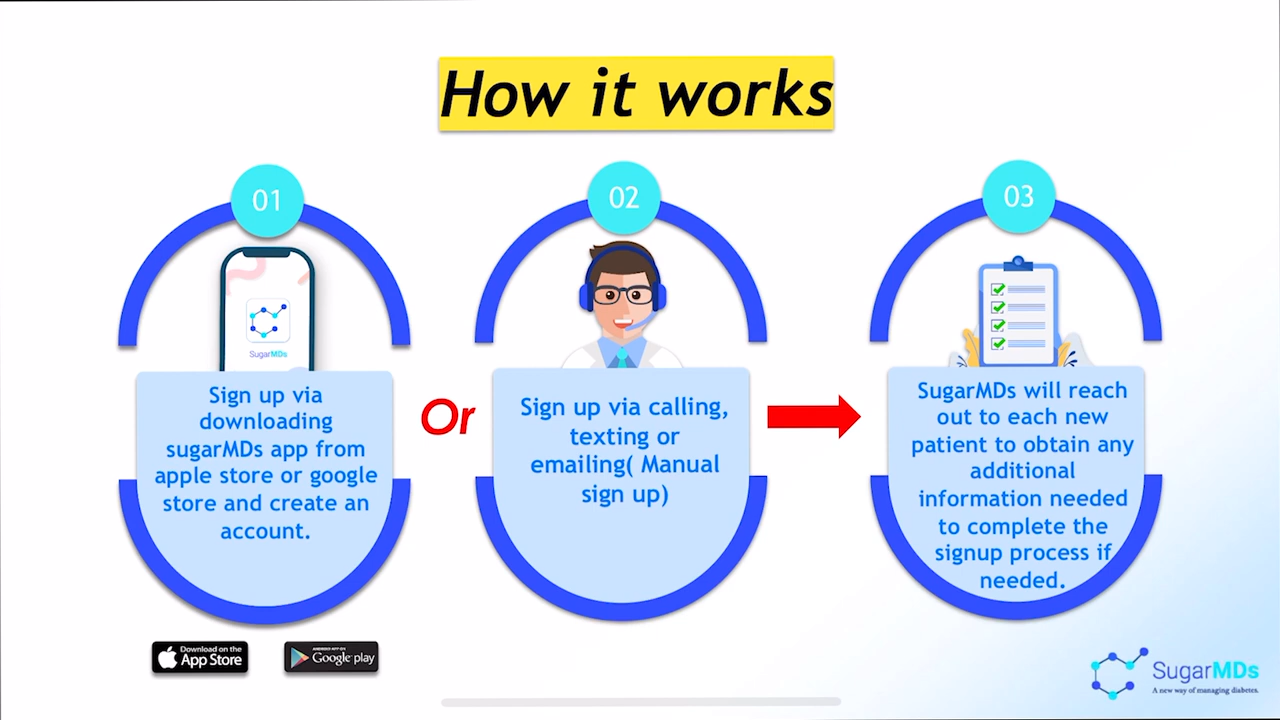 How it works
01
SugarMDs
Sign up via
downloading
sugarMDs app from
apple store or google
store and create an
account.
Download on the
App Store
ANDROID APP ON
Google play
Or
02
Sign up via calling,
texting or
emailing( Manual
sign up)
03
SugarMDs will reach
out to each new
patient to obtain any
additional
information needed
to complete the
signup process if
needed.
SugarMDs
A new way of managing diabetes.